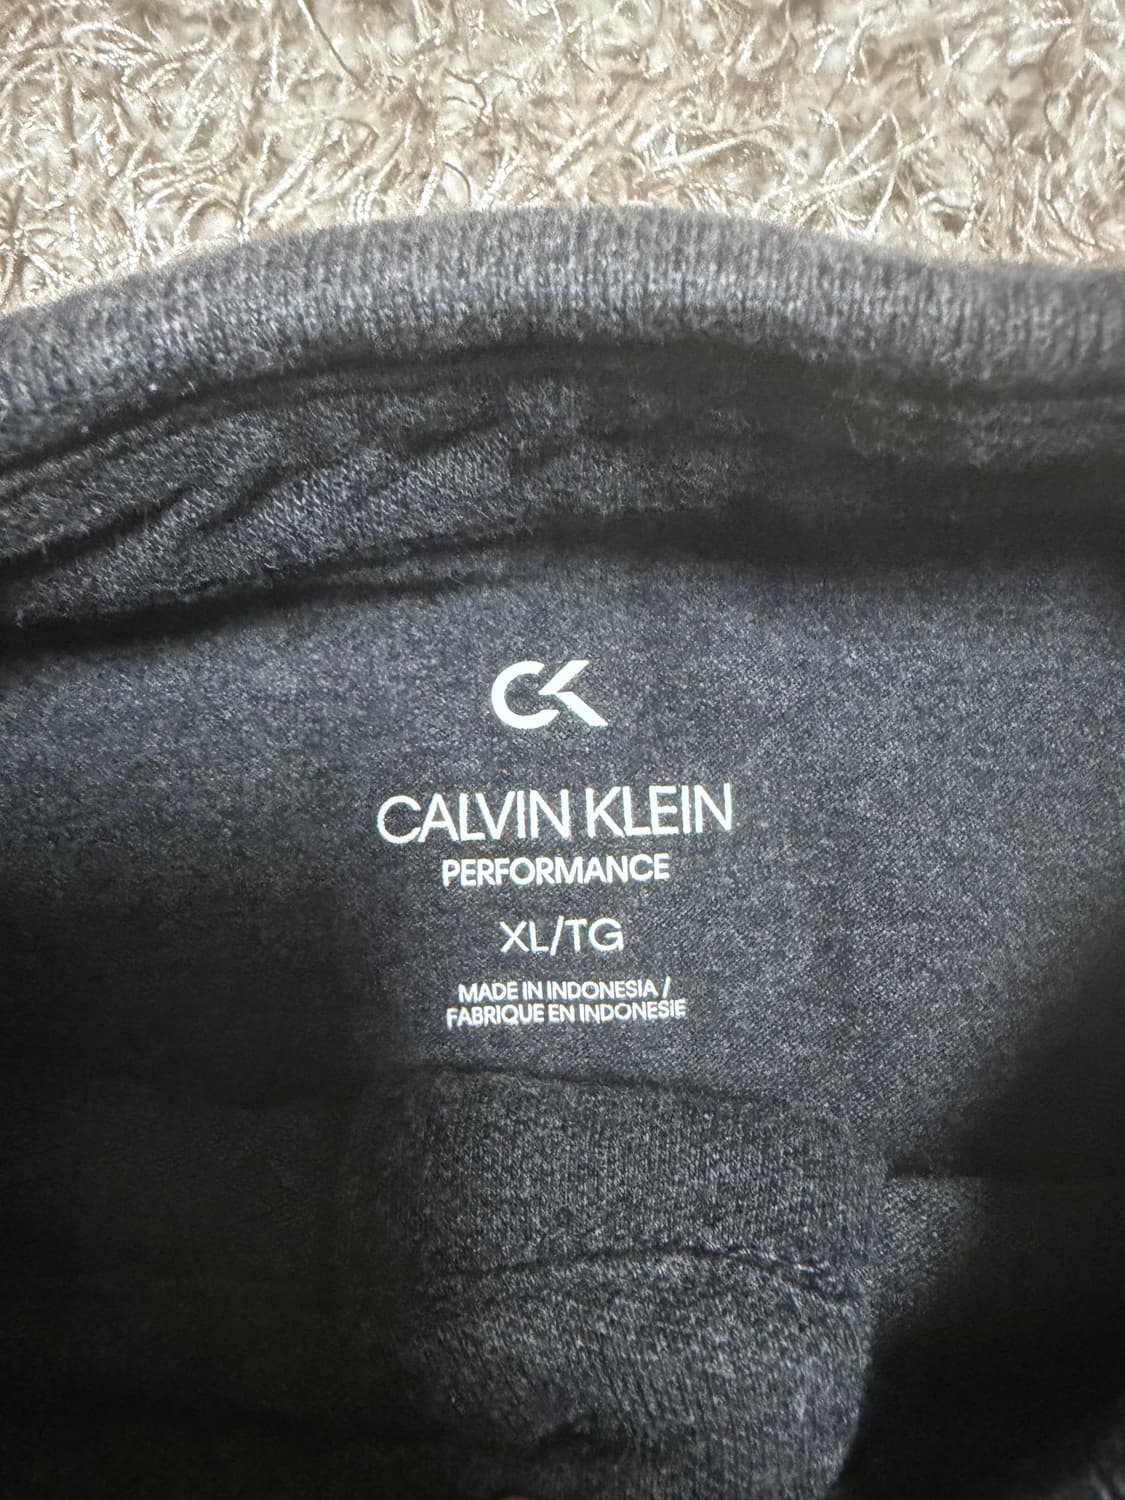 CK
CALVIN KLEIN
PERFORMANCE
XL/TG
MADE IN INDONESIA /
FABRIQUE EN INDONESIE